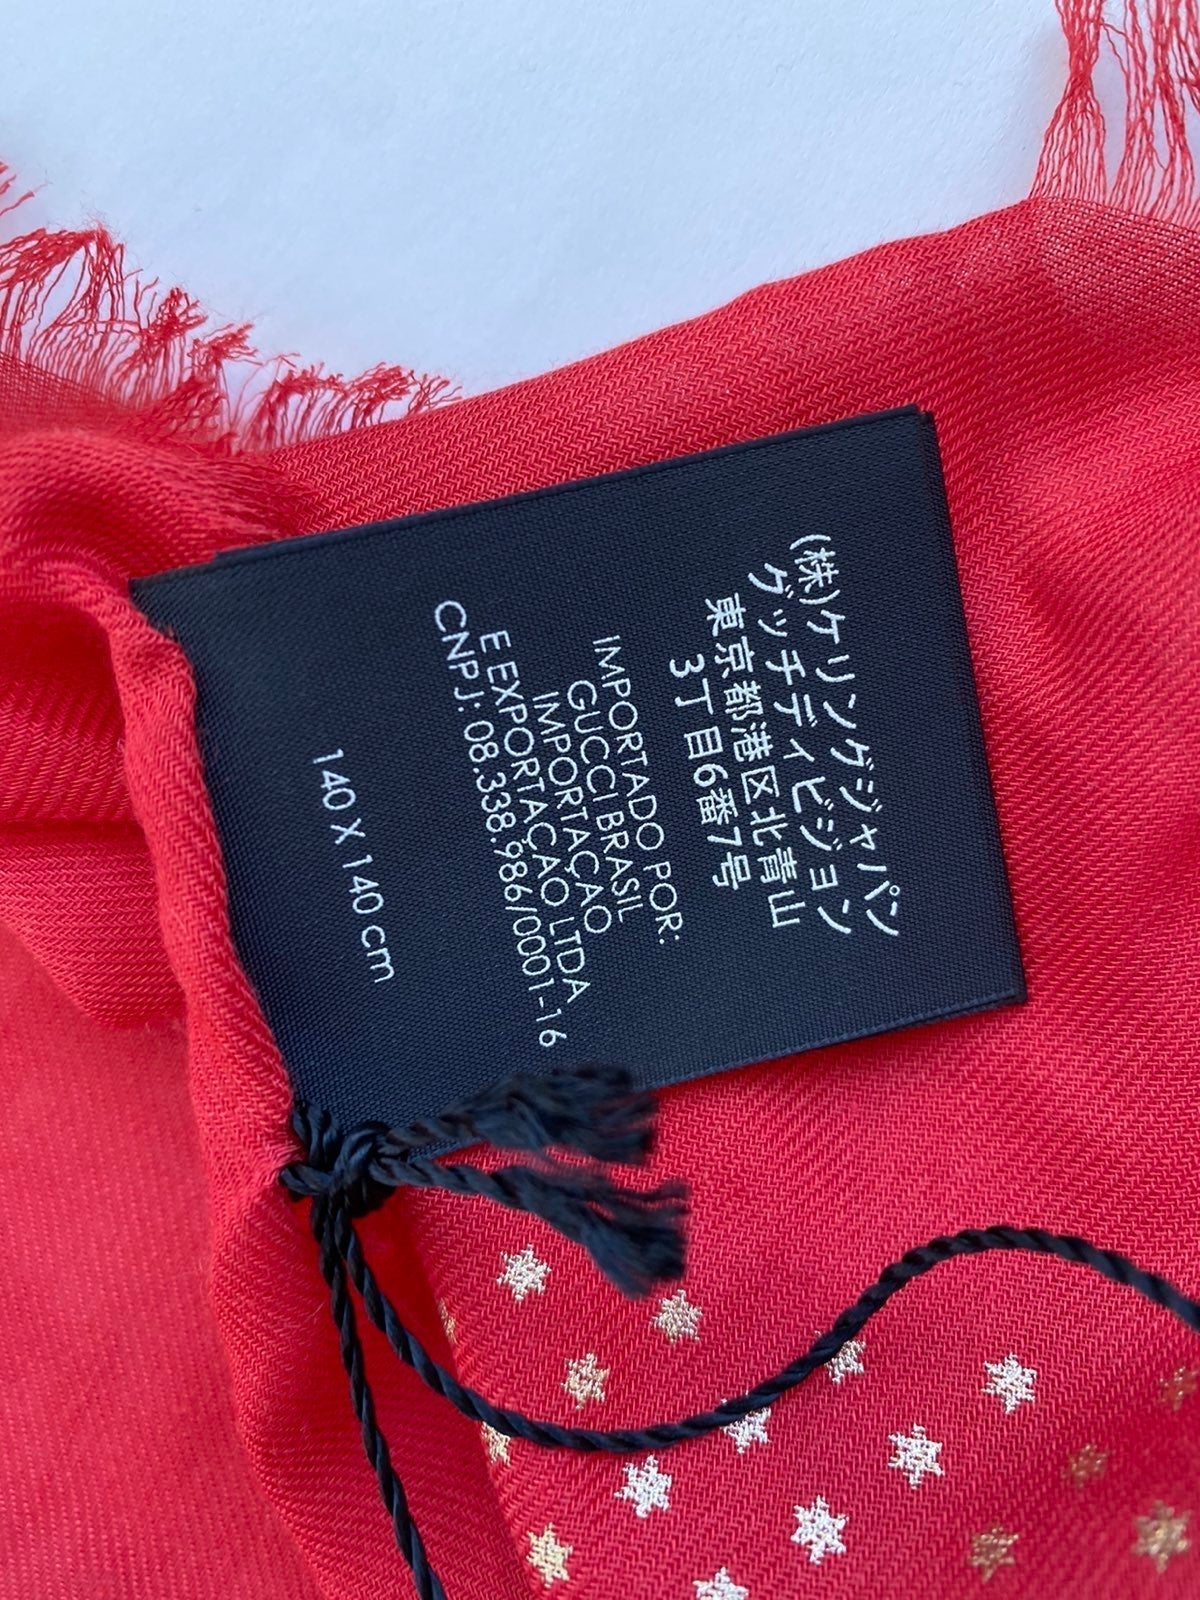 (株)ケリングジャパン
グッチディビジョン
東京都港区北青山
3丁目6番7号
IMPORTADO POR:
GUCCI BRASIL
IMPORTAÇAO
E EXPORTAÇAO LTDA
CNPJ: 08.338.986/0001-16
140 X 140 cm